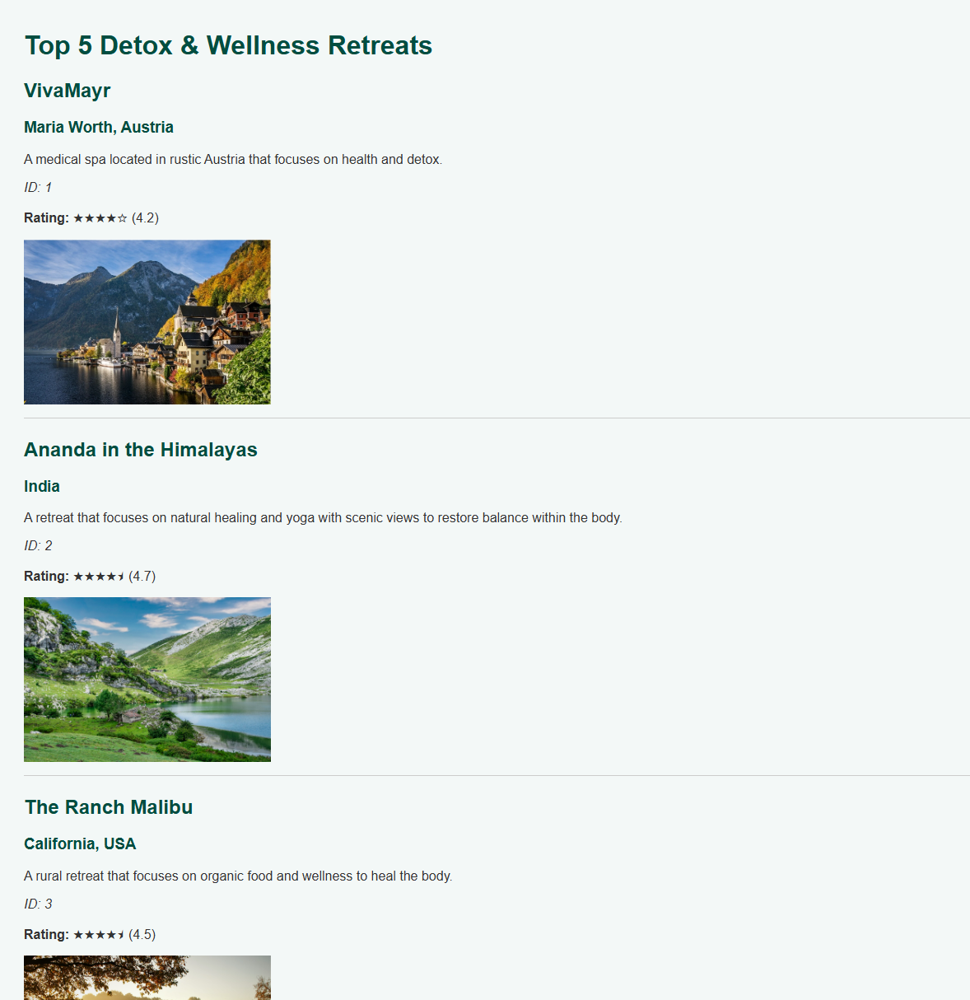 Top 5 Detox & Wellness Retreats
VivaMayr
Maria Worth, Austria
A medical spa located in rustic Austria that focuses on health and detox.
ID: 1
Rating: ★★★★☆ (4.2)
Ananda in the Himalayas
India
A retreat that focuses on natural healing and yoga with scenic views to restore balance within the body.
ID: 2
Rating: ★★★★⯨ (4.7)
The Ranch Malibu
California, USA
A rural retreat that focuses on organic food and wellness to heal the body.
ID: 3
Rating: ★★★★⯨ (4.5)